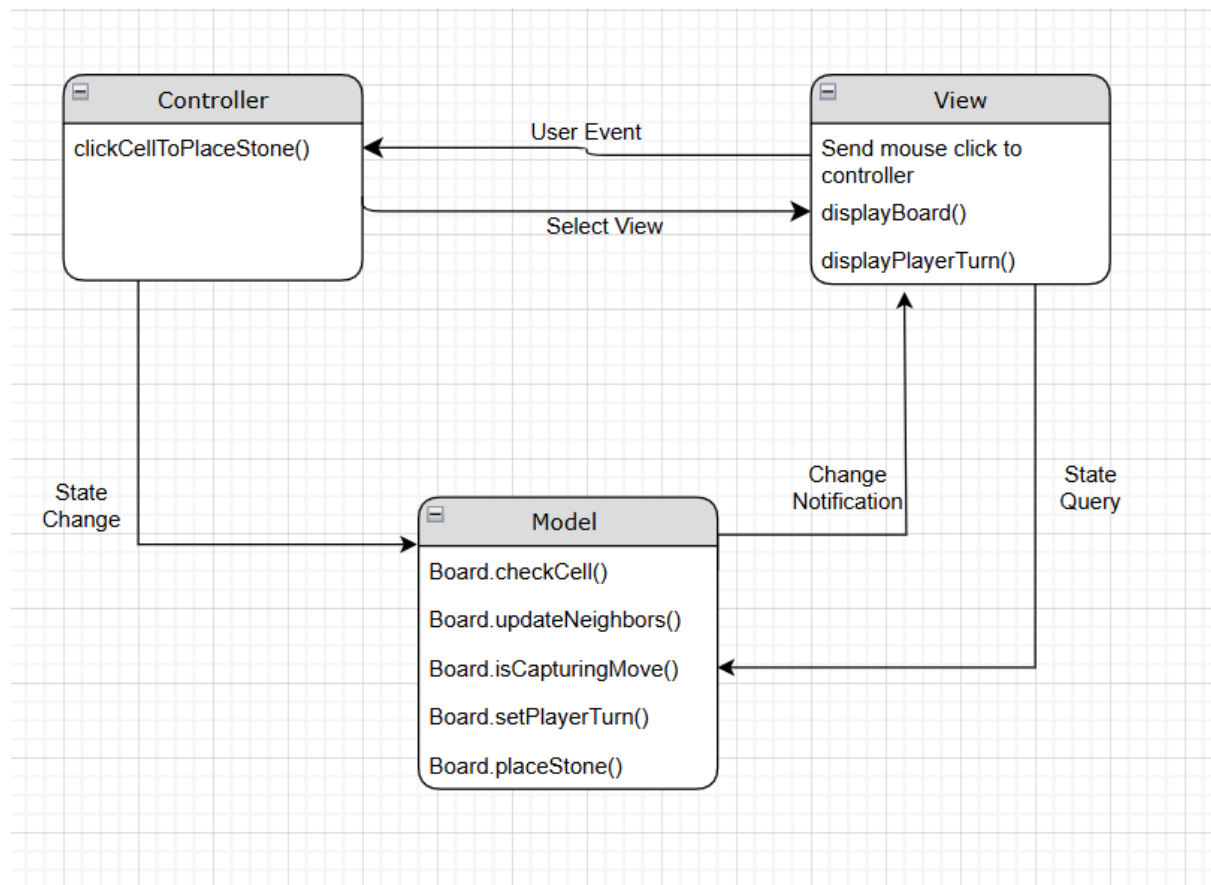 Controller
clickCellToPlaceStone()
User Event
Select View
View
Send mouse click to
controller
displayBoard()
displayPlayerTurn()
State
Change
Change
Notification
State
Query
Model
Board.checkCell()
Board.updateNeighbors()
Board.isCapturingMove()
Board.setPlayerTurn()
Board.placeStone()